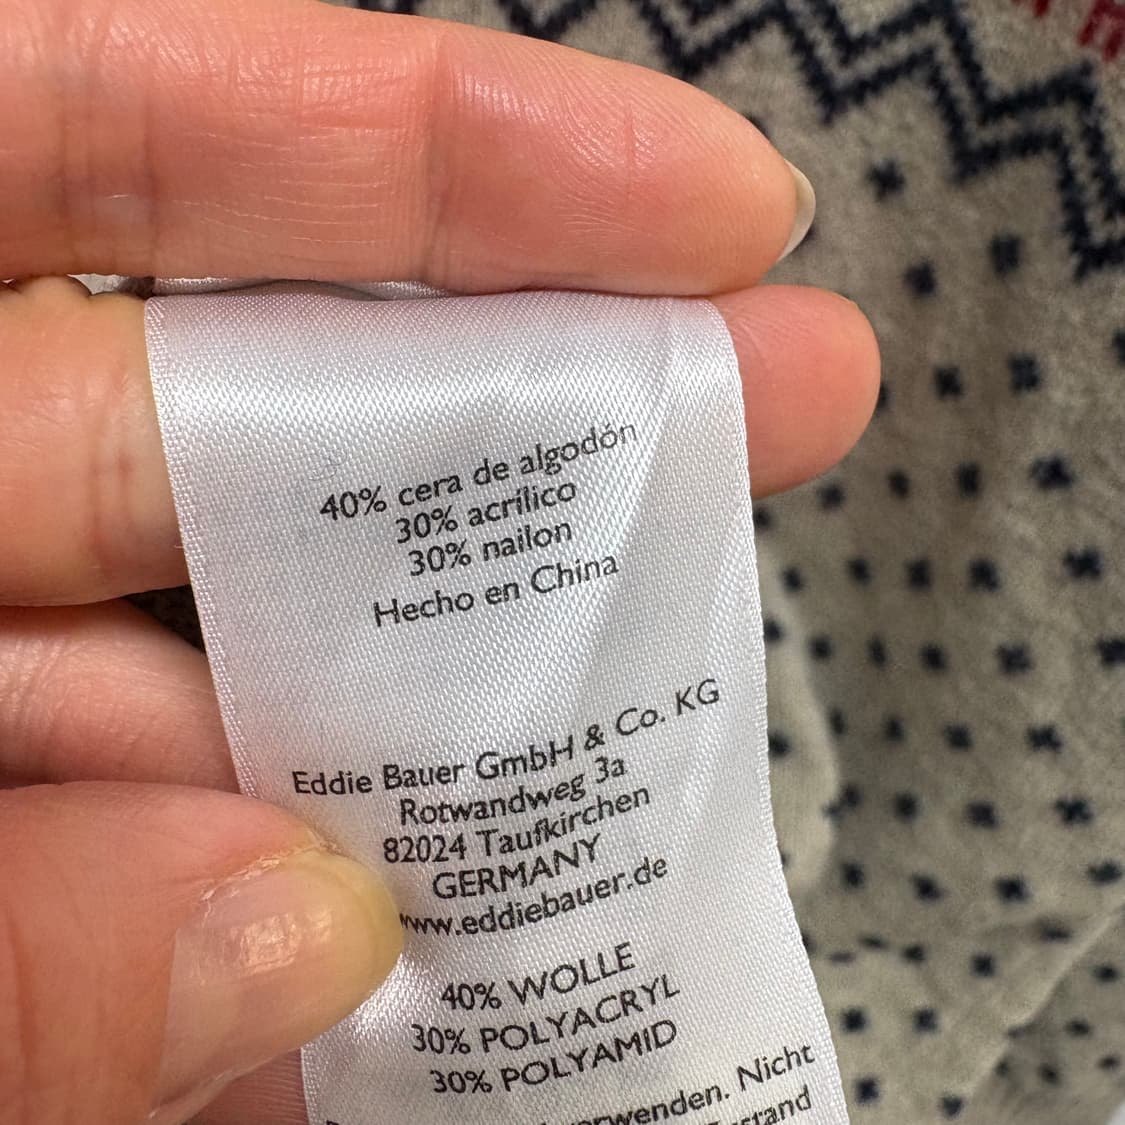 40% cera de algodón
30% acrílico
30% nailon
Hecho en China
Eddie Bauer GmbH & Co. KG
Rotwandweg 3a
82024 Taufkirchen
GERMANY
www.eddiebauer.de
40% WOLLE
30% POLYACRYL
30% POLYAMID
verwenden. Nicht